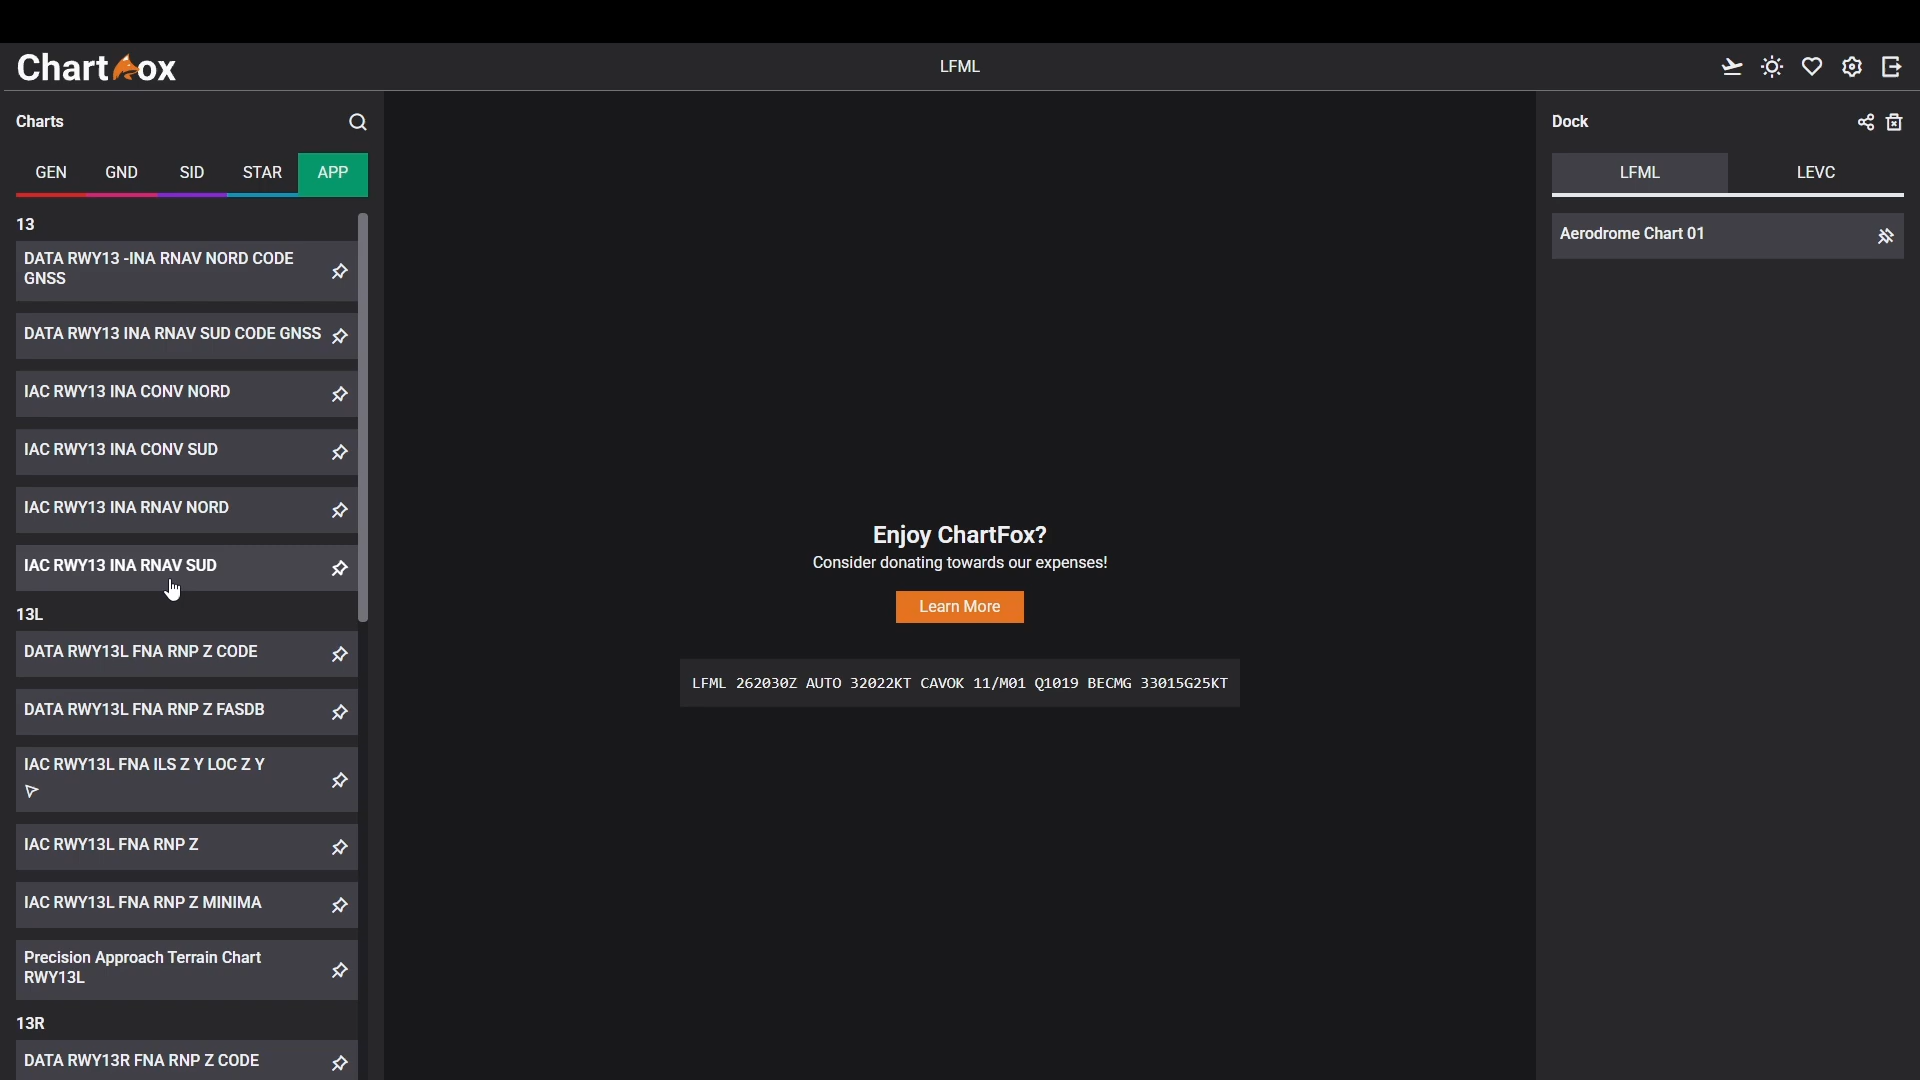 ChartFox
LFML
Charts
GEN GND SID STAR APP
13
DATA RWY13 -INA RNAV NORD CODE
GNSS
DATA RWY13 INA RNAV SUD CODE GNSS
IAC RWY13 INA CONV NORD
IAC RWY13 INA CONV SUD
IAC RWY13 INA RNAV NORD
IAC RWY13 INA RNAV SUD
13L
DATA RWY13L FNA RNP Z CODE
DATA RWY13L FNA RNP Z FASDB
IAC RWY13L FNA ILS Z Y LOC Z Y
IAC RWY13L FNA RNP Z
IAC RWY13L FNA RNP Z MINIMA
Precision Approach Terrain Chart
RWY13L
13R
DATA RWY13R FNA RNP Z CODE
Enjoy ChartFox?
Consider donating towards our expenses!
Learn More
LFML 262030Z AUTO 32022KT CAVOK 11/M01 Q1019 BECMG 33015G25KT
Dock
LFML LEVC
Aerodrome Chart 01